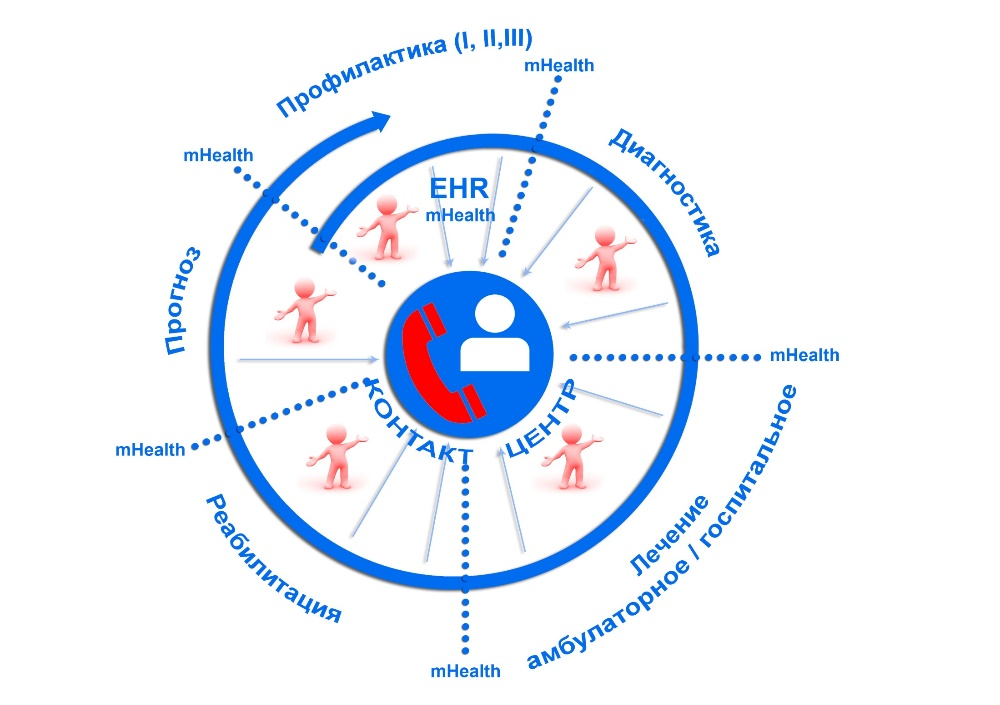 Профилактика (I, II,III)
mHealth
Диагностика
mHealth
Лечение
амбулаторное / госпитальное
mHealth
Реабилитация
mHealth
Прогноз
mHealth
EHR
mHealth
КОНТАКТ ЦЕНТР